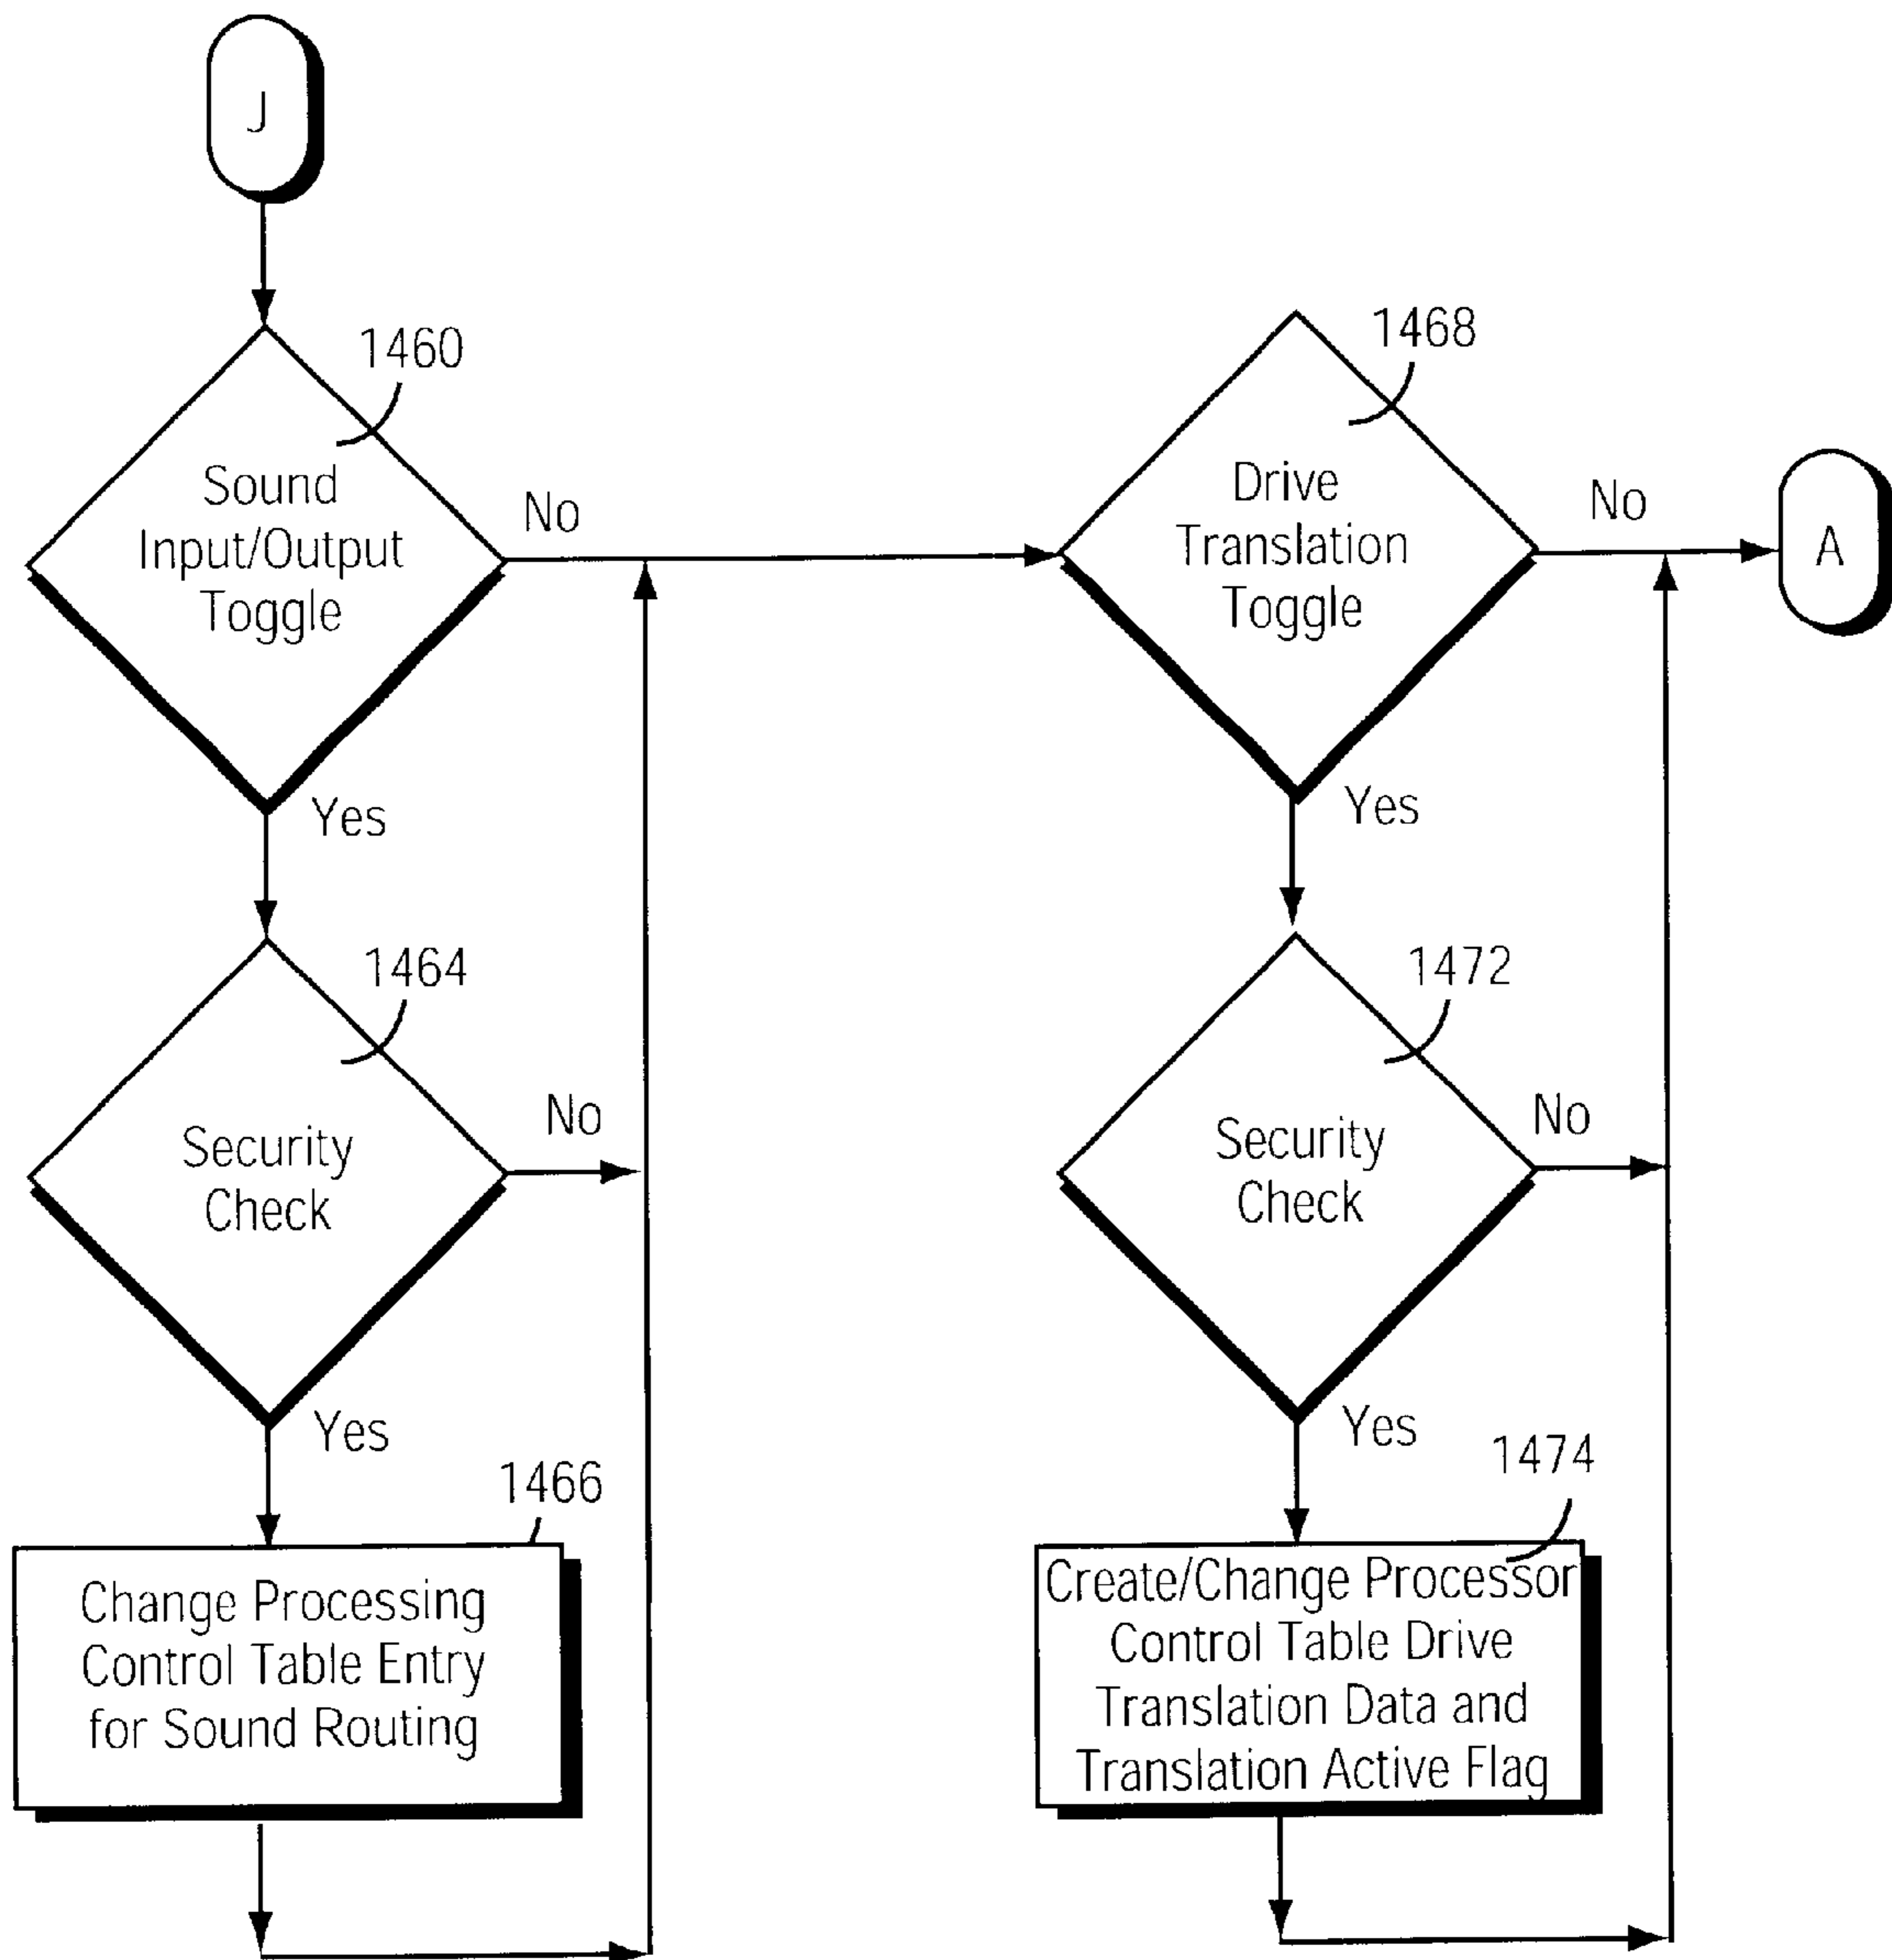 J
1460
Sound
Input/Output
Toggle
No
Yes
1464
Security
Check
No
Yes
1466
Change Processing
Control Table Entry
for Sound Routing
1468
Drive
Translation
Toggle
No
A
Yes
1472
Security
Check
No
Yes
1474
Create/Change Processor
Control Table Drive
Translation Data and
Translation Active Flag